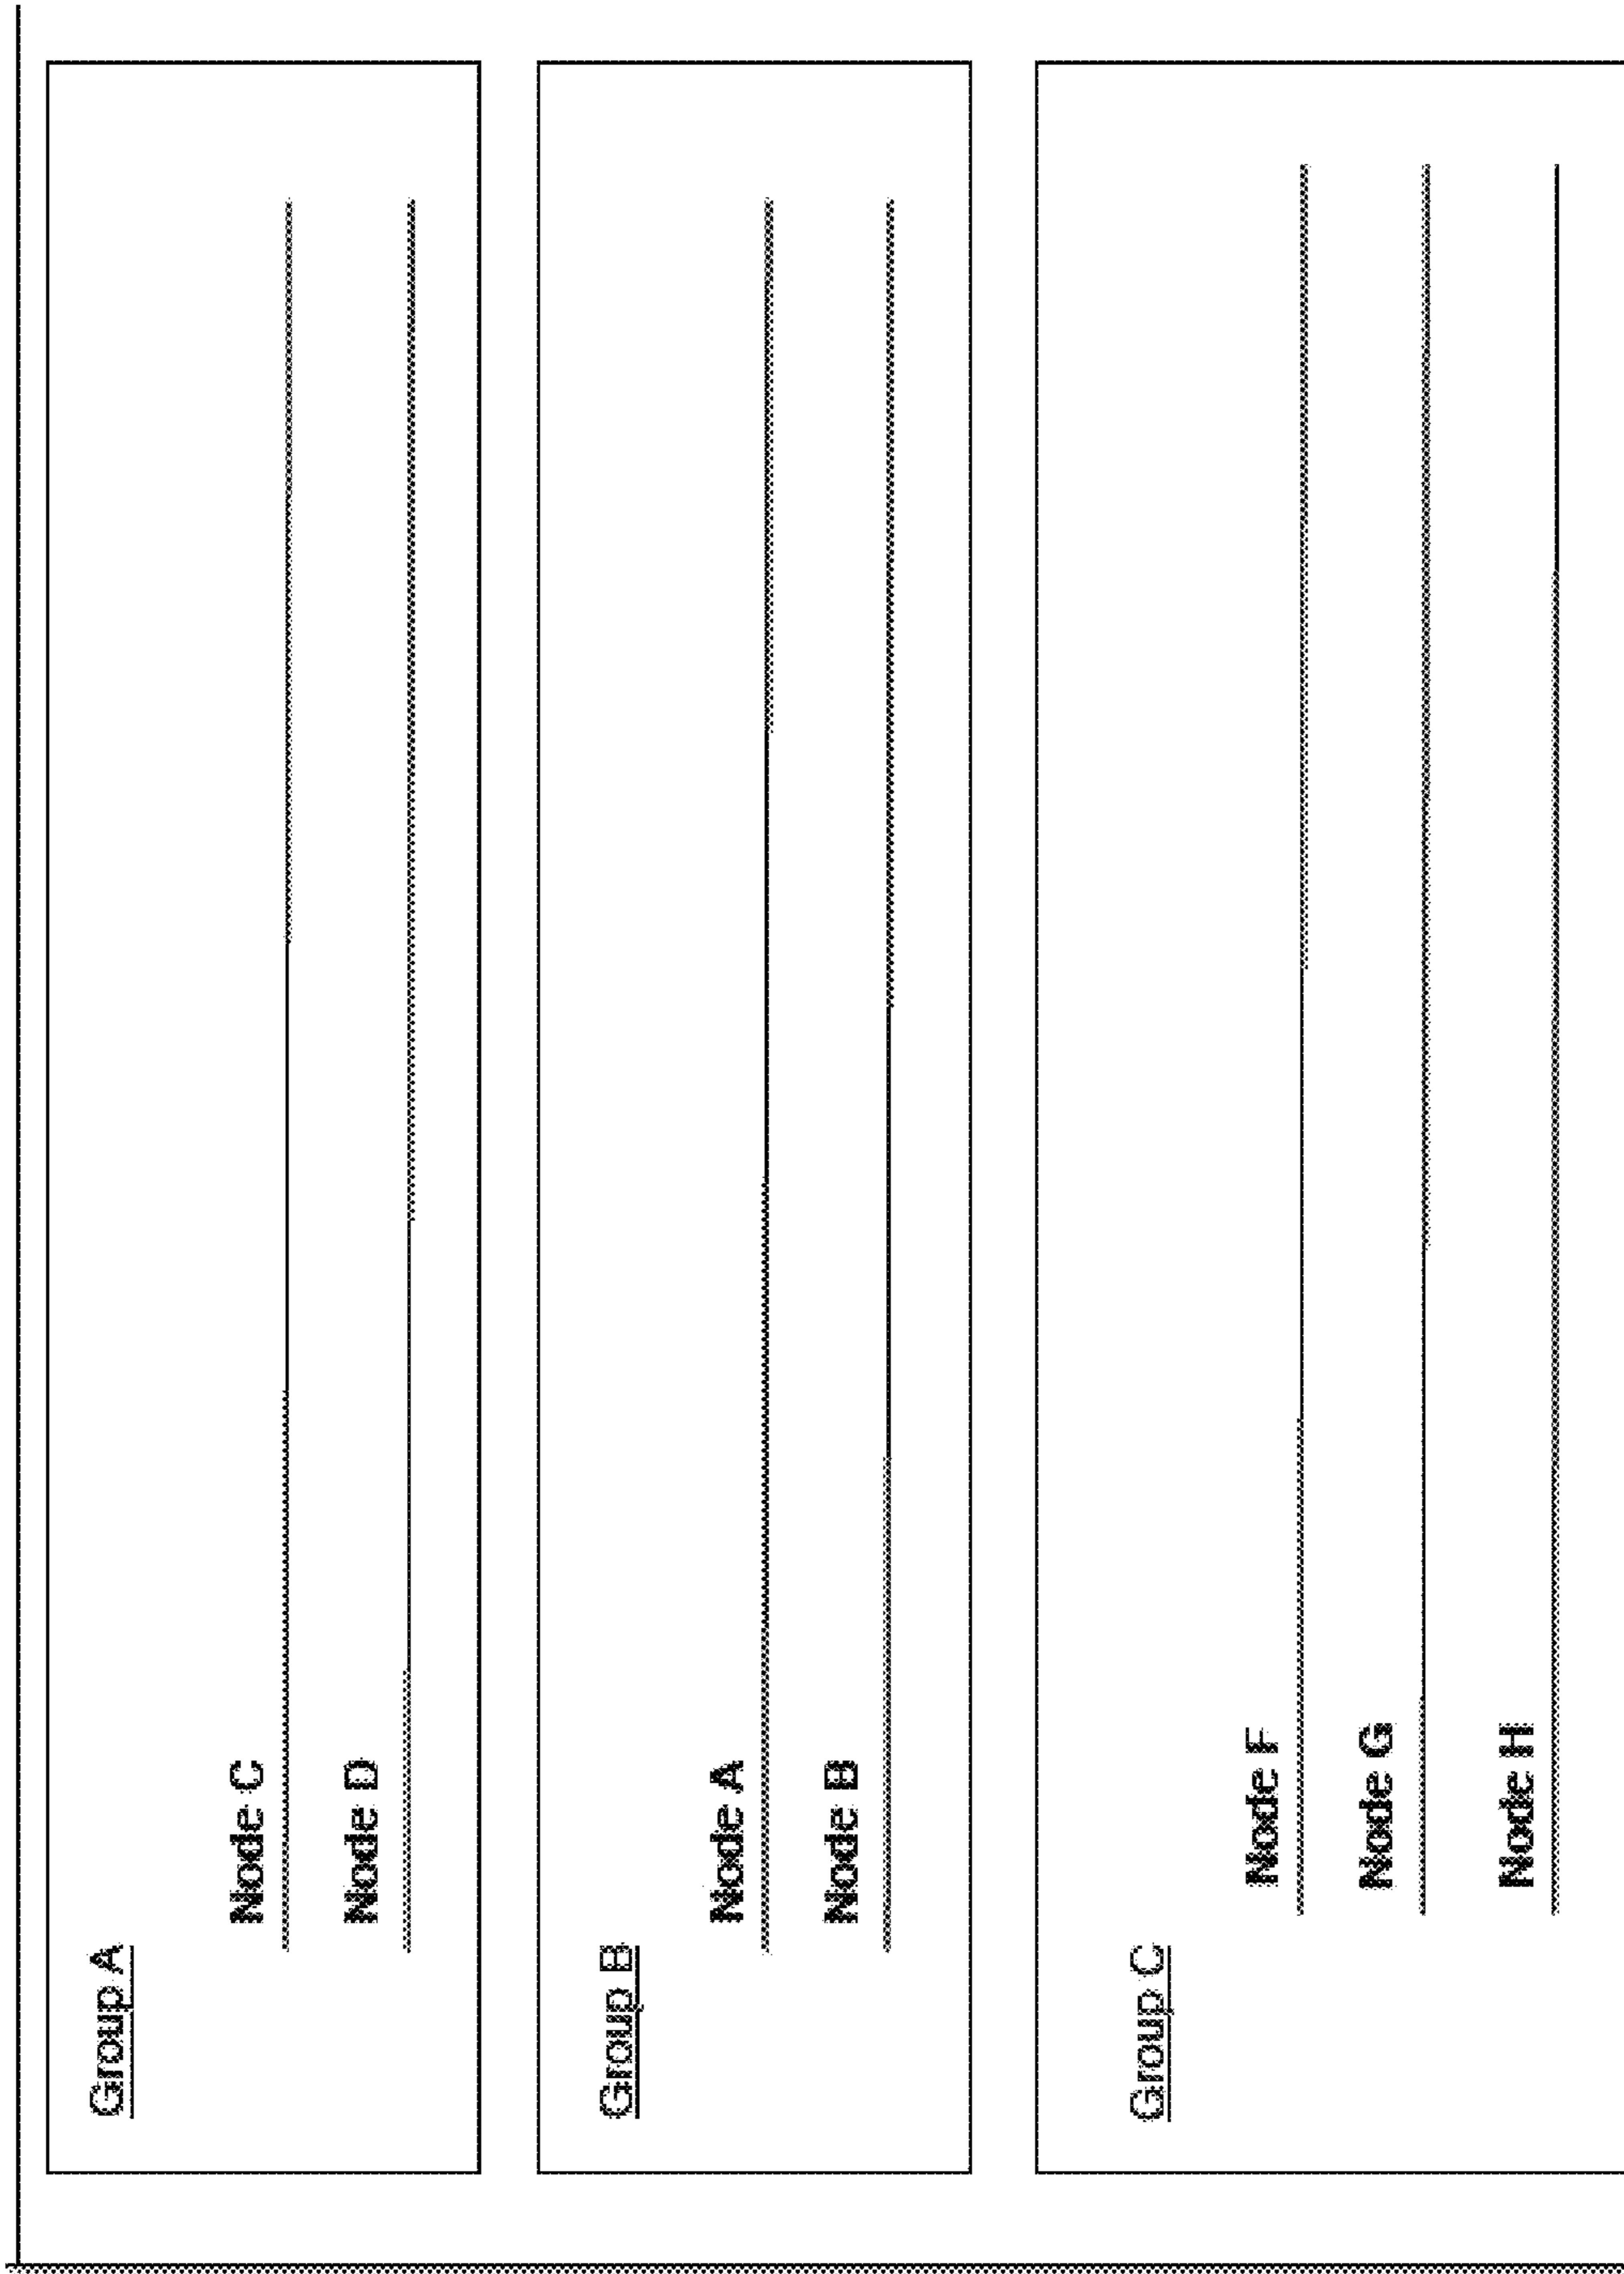 Group A
Node C
Node D
Group B
Node A
Node B
Group C
Node F
Node G
Node H